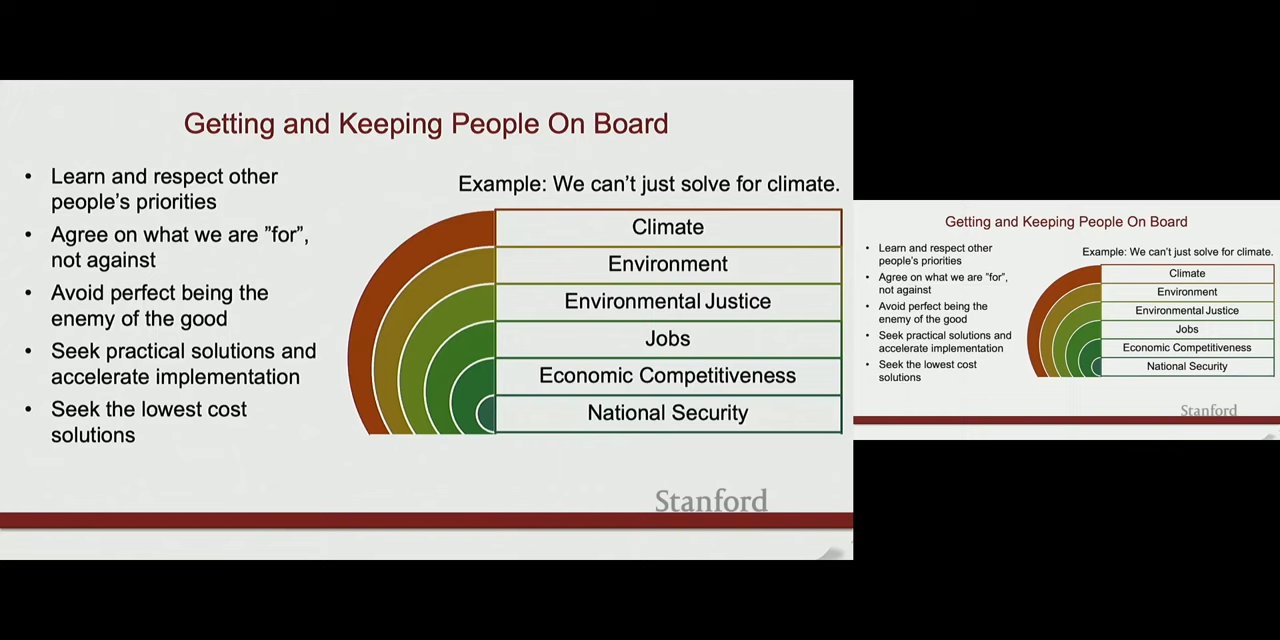 Getting and Keeping People On Board
• Learn and respect other
people's priorities
• Agree on what we are ”for”,
not against
• Avoid perfect being the
enemy of the good
• Seek practical solutions and
accelerate implementation
• Seek the lowest cost
solutions
Example: We can't just solve for climate.
Climate
Environment
Environmental Justice
Jobs
Economic Competitiveness
National Security
Stanford
Getting and Keeping People On Board
• Learn and respect other
people's priorities
• Agree on what we are ”for”,
not against
• Avoid perfect being the
enemy of the good
• Seek practical solutions and
accelerate implementation
• Seek the lowest cost
solutions
Example: We can't just solve for climate.
Climate
Environment
Environmental Justice
Jobs
Economic Competitiveness
National Security
Stanford